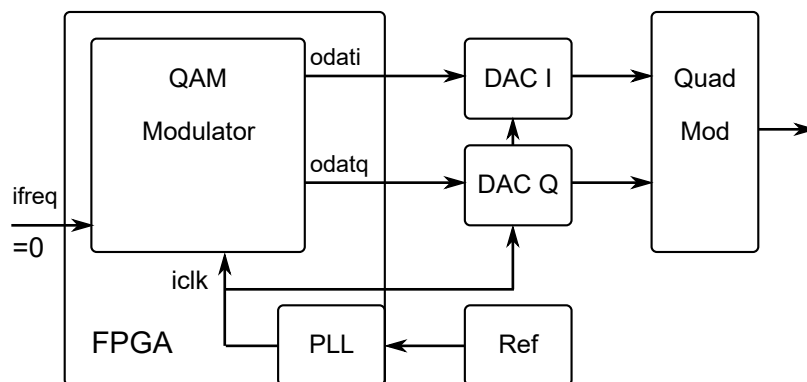 odati
QAM
Modulator
DAC I
Quad
Mod
odatq
DAC Q
ifreq
=0
iclk
FPGA
PLL
Ref